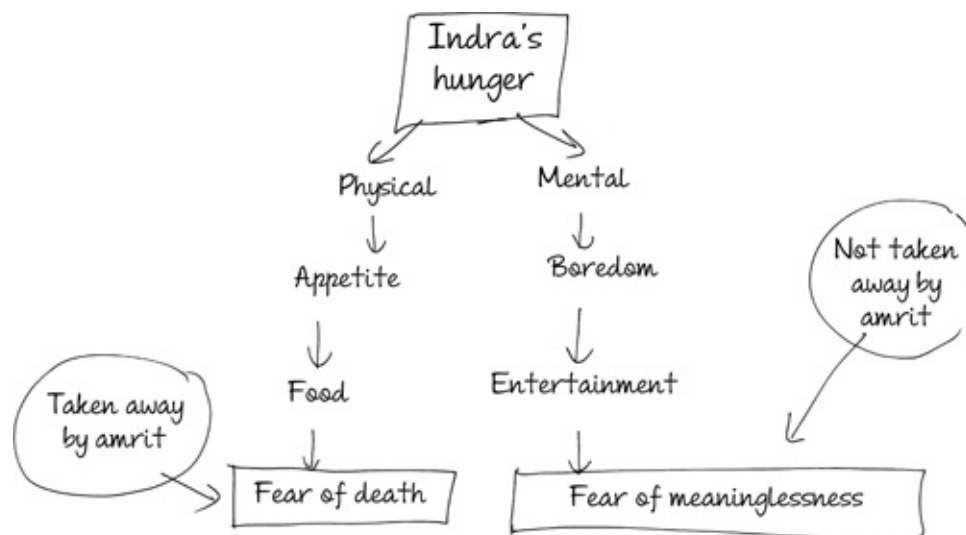 Indra's
hunger
Physical
Mental
Appetite
Boredom
Not taken
away by
amrit
Food
Entertainment
Taken away
by amrit
Fear of death
Fear of meaninglessness